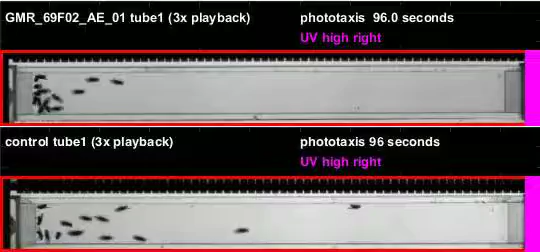 GMR_69F02_AE_01 tube1 (3x playback) phototaxis 96.0 seconds
UV high right
control tube1 (3x playback) phototaxis 96 seconds
UV high right